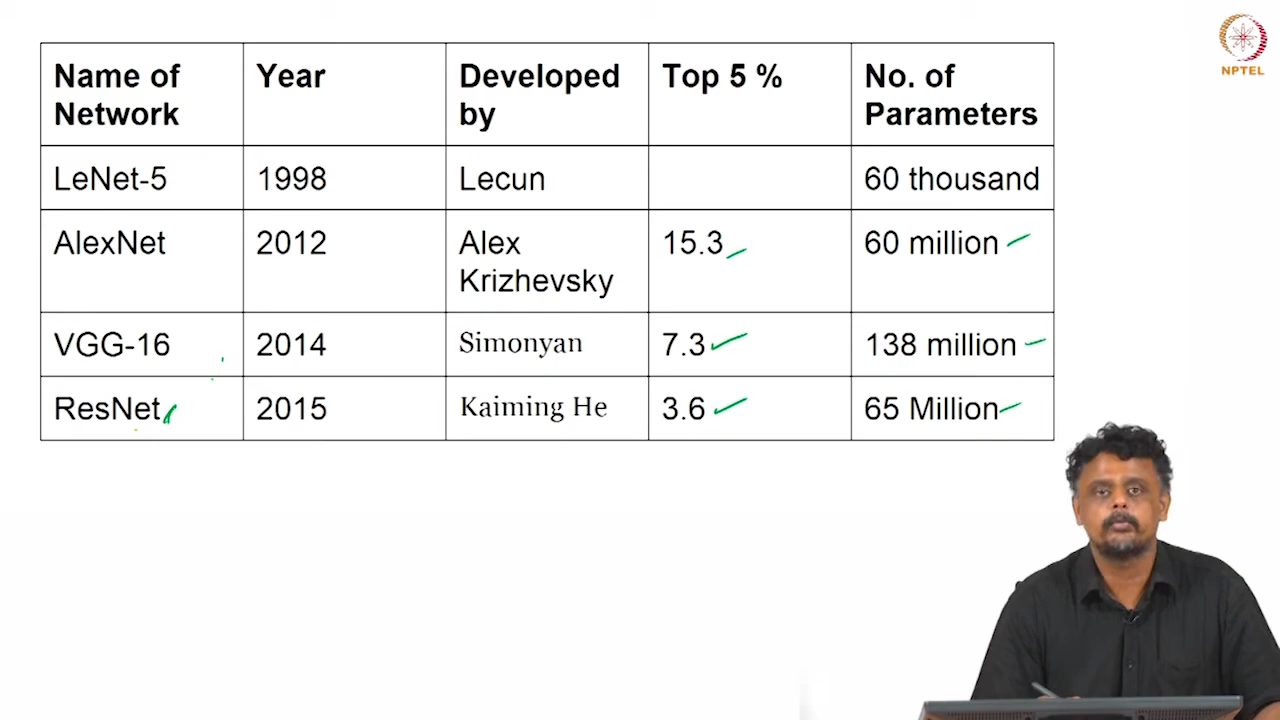 Name of Network	Year	Developed by	Top 5 %	No. of Parameters
LeNet-5	1998	Lecun		60 thousand
AlexNet	2012	Alex Krizhevsky	15.3	60 million
VGG-16	2014	Simonyan	7.3	138 million
ResNet	2015	Kaiming He	3.6	65 Million
NPTEL